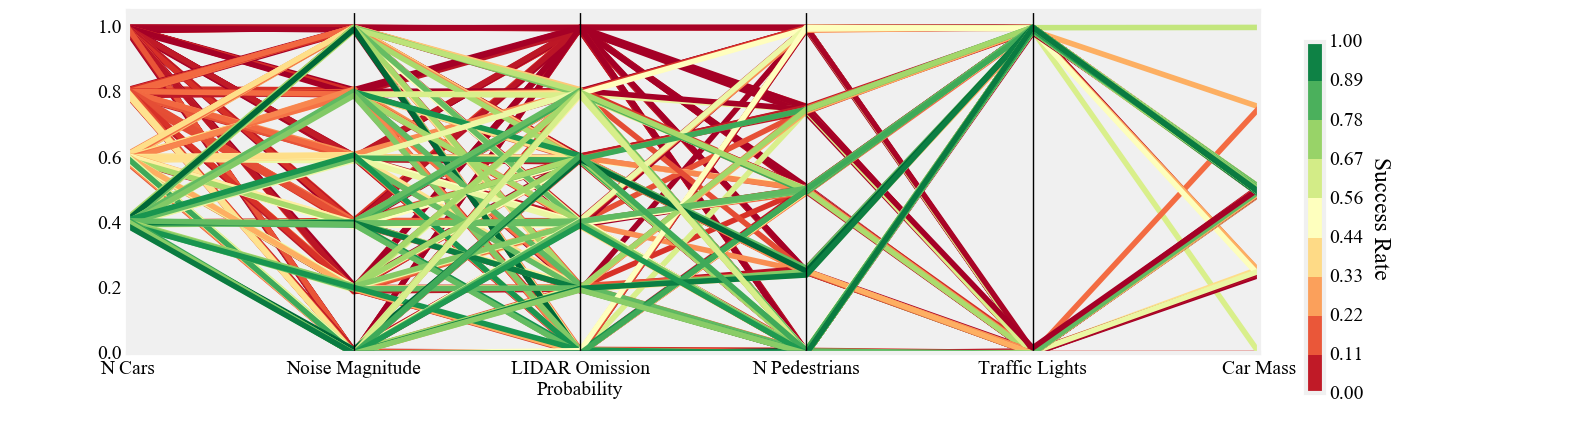 1.0
0.8
0.6
0.4
0.2
0.0
N Cars
Noise Magnitude
LIDAR Omission
Probability
N Pedestrians
Traffic Lights
Car Mass
1.00
0.89
0.78
0.67
0.56
0.44
0.33
0.22
0.11
0.00
Success Rate